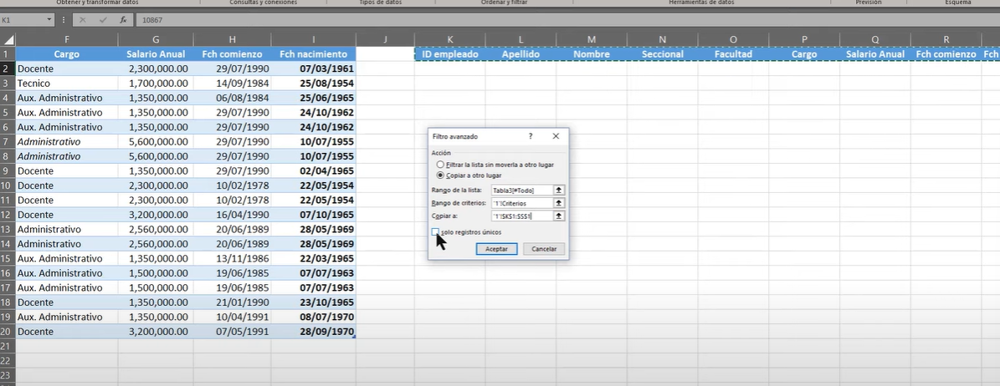 Obtener y transformar datos Consultas y conexiones Tipos de datos Ordenar y filtrar Herramientas de datos Previsión Esquema
K1 fx 10867
F G H I J K L M N O P Q R
1 Cargo Salario Anual Fch comienzo Fch nacimiento ID empleado Apellido Nombre Seccional Facultad Cargo Salario Anual Fch comienzo Fch
2 Docente 2,300,000.00 29/07/1990 07/03/1961
3 Tecnico 1,700,000.00 14/09/1984 25/08/1954
4 Aux. Administrativo 1,350,000.00 06/08/1984 25/06/1965
5 Aux. Administrativo 1,350,000.00 29/07/1990 24/10/1962
6 Aux. Administrativo 1,350,000.00 29/07/1990 24/10/1962
7 Administrativo 5,600,000.00 29/07/1990 10/07/1955
8 Administrativo 5,600,000.00 29/07/1990 10/07/1955
9 Docente 1,350,000.00 29/07/1990 02/04/1965
10 Docente 2,300,000.00 10/02/1978 22/05/1954
11 Docente 2,300,000.00 10/02/1978 22/05/1954
12 Docente 3,200,000.00 16/04/1990 07/10/1965
13 Administrativo 2,560,000.00 20/06/1989 28/05/1969
14 Administrativo 2,560,000.00 20/06/1989 28/05/1969
15 Aux. Administrativo 1,350,000.00 13/11/1986 22/03/1965
16 Aux. Administrativo 1,500,000.00 19/06/1985 07/07/1963
17 Aux. Administrativo 1,500,000.00 19/06/1985 07/07/1963
18 Docente 1,350,000.00 21/01/1990 23/10/1965
19 Aux. Administrativo 1,350,000.00 10/04/1991 08/07/1970
20 Docente 3,200,000.00 07/05/1991 28/09/1970
21
22
23
Filtro avanzado ?
Acción
Filtrar la lista sin moverla a otro lugar
Copiar a otro lugar
Rango de la lista: Tabla3[#Todo]
Rango de criterios: '1'!Criterios
Copiar a: '1'!$K$1:$S$1
Solo registros únicos
Aceptar Cancelar